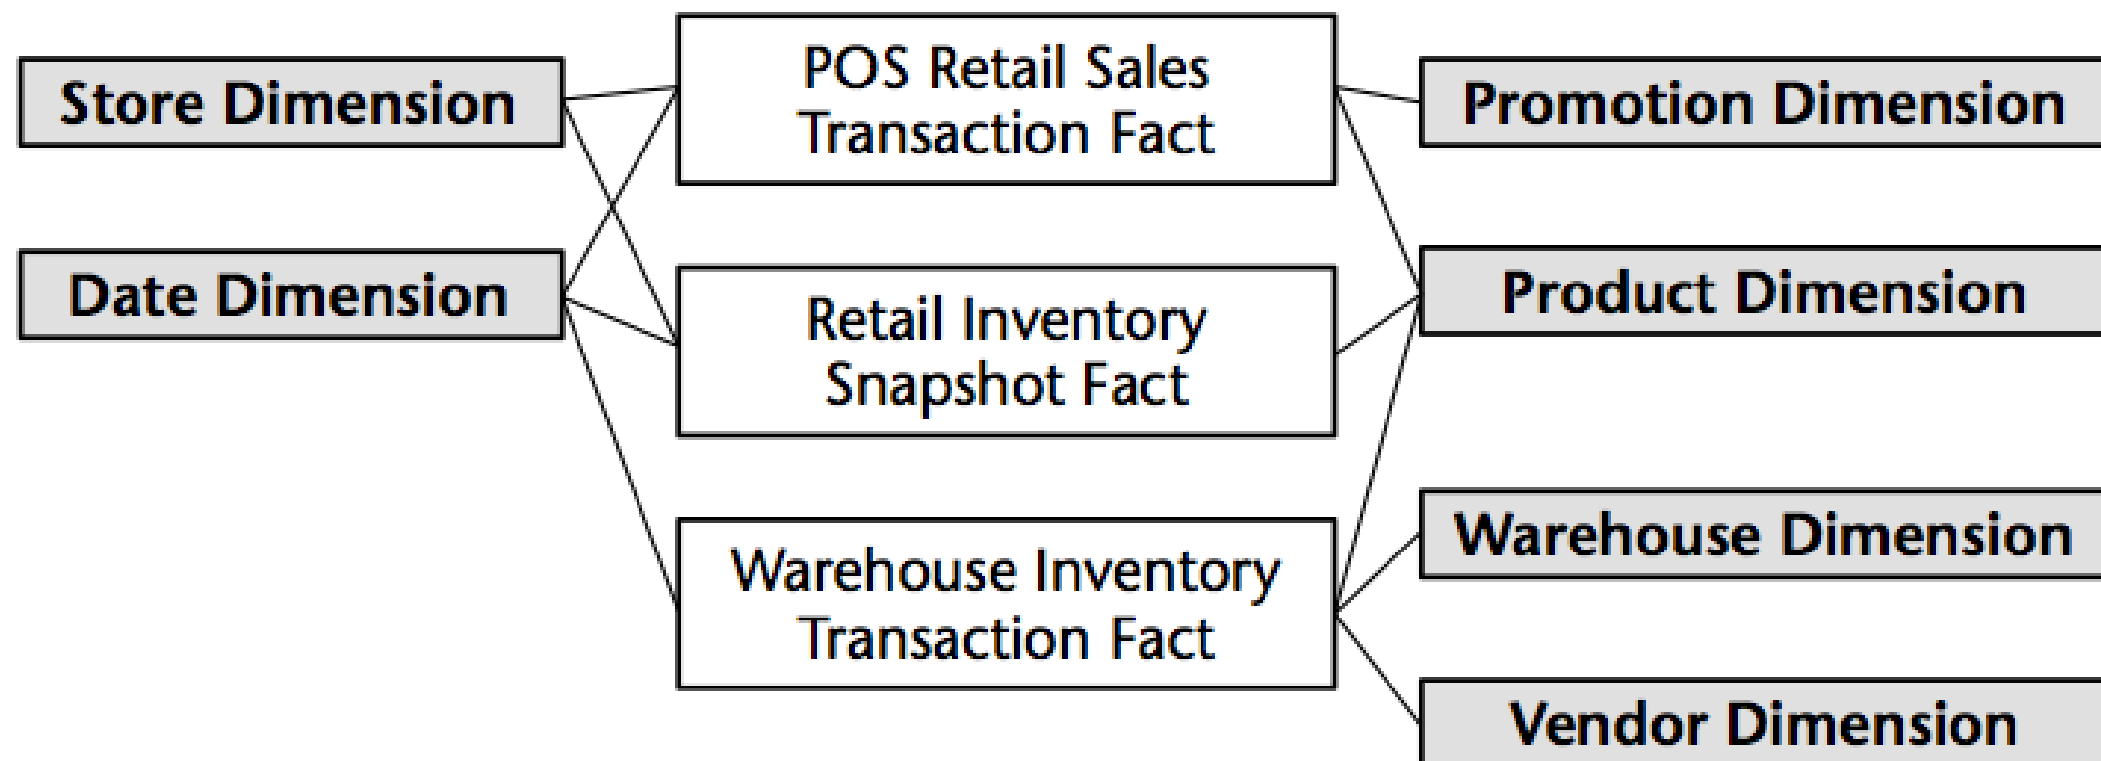 Store Dimension
Date Dimension
POS Retail Sales
Transaction Fact
Retail Inventory
Snapshot Fact
Warehouse Inventory
Transaction Fact
Promotion Dimension
Product Dimension
Warehouse Dimension
Vendor Dimension